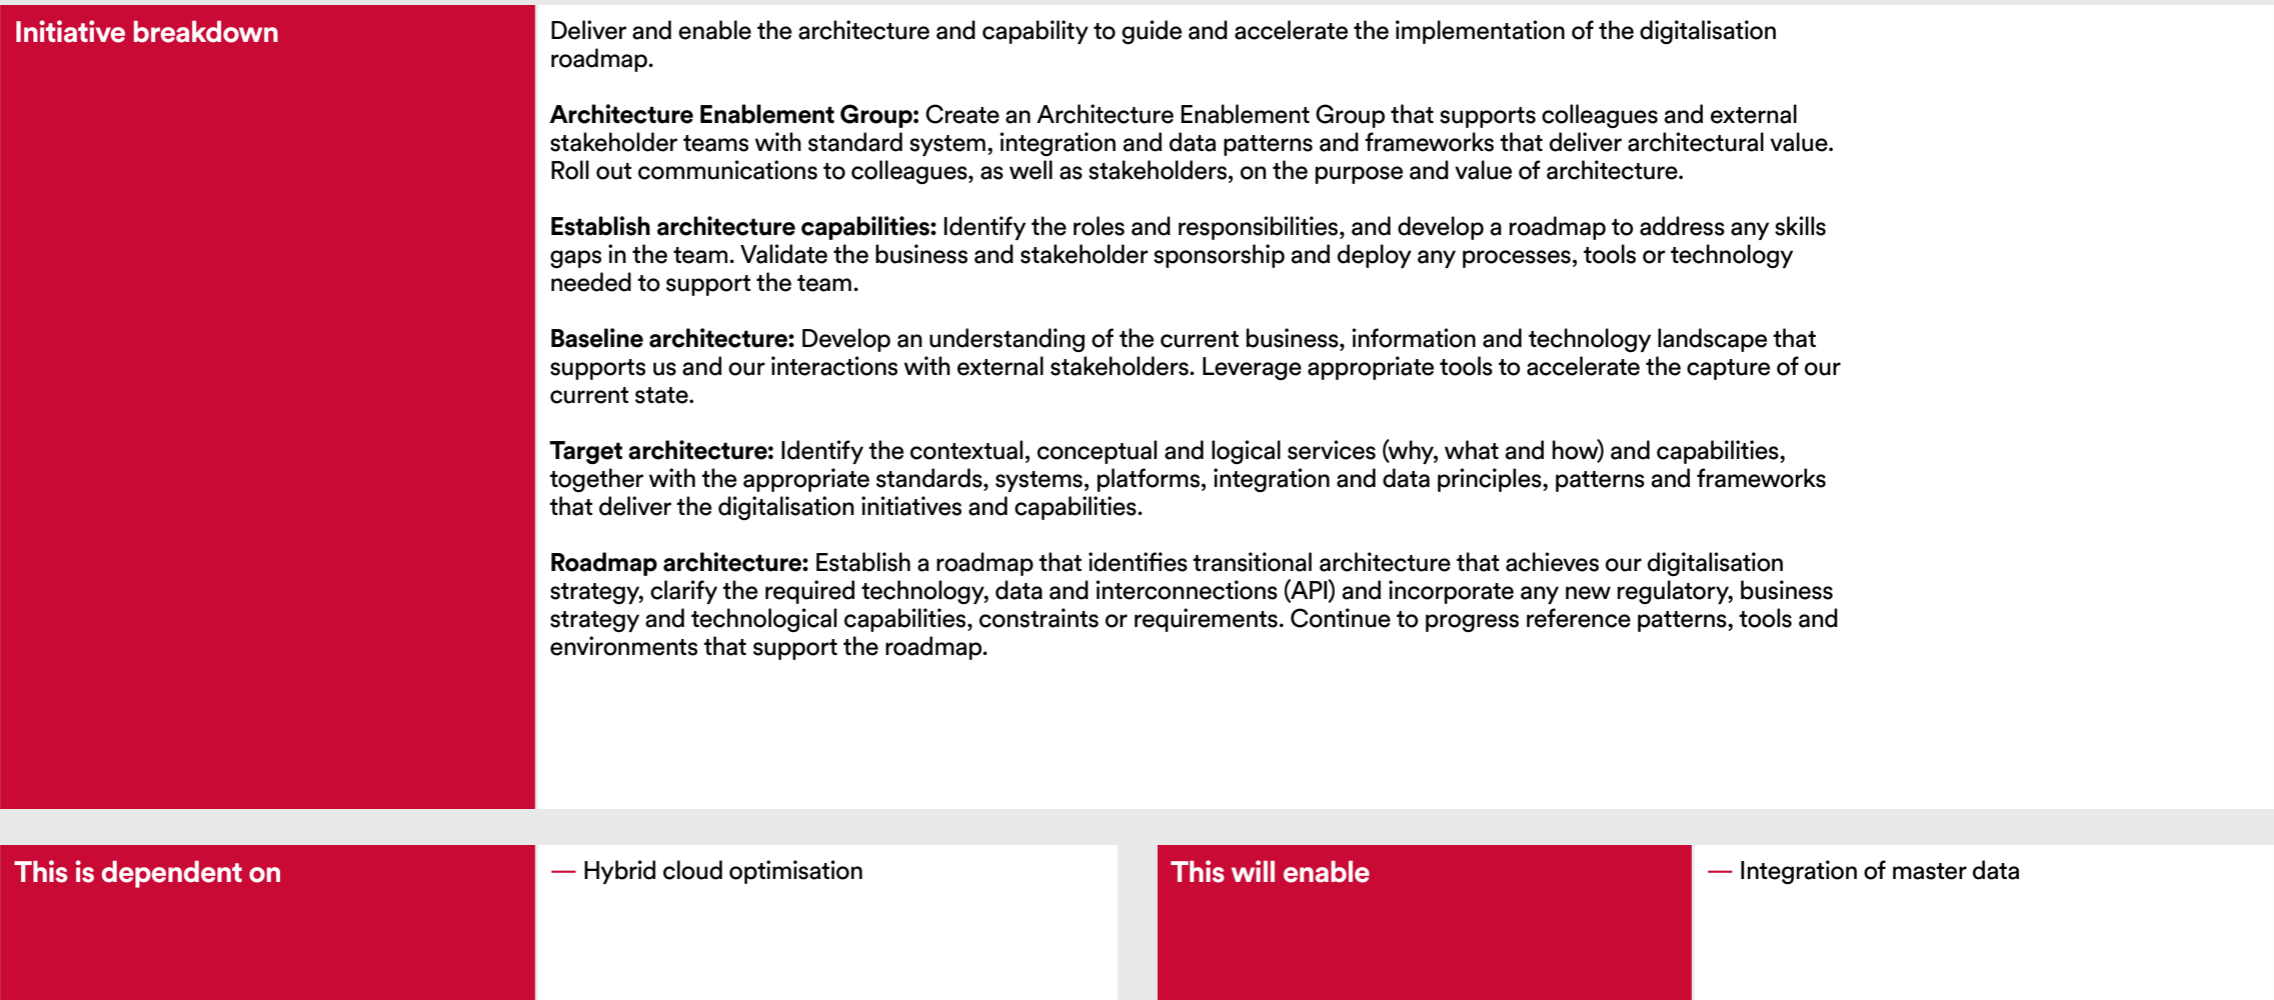 Initiative breakdown
Deliver and enable the architecture and capability to guide and accelerate the implementation of the digitalisation
roadmap.
Architecture Enablement Group: Create an Architecture Enablement Group that supports colleagues and external
stakeholder teams with standard system, integration and data patterns and frameworks that deliver architectural value.
Roll out communications to colleagues, as well as stakeholders, on the purpose and value of architecture.
Establish architecture capabilities: Identify the roles and responsibilities, and develop a roadmap to address any skills
gaps in the team. Validate the business and stakeholder sponsorship and deploy any processes, tools or technology
needed to support the team.
Baseline architecture: Develop an understanding of the current business, information and technology landscape that
supports us and our interactions with external stakeholders. Leverage appropriate tools to accelerate the capture of our
current state.
Target architecture: Identify the contextual, conceptual and logical services (why, what and how) and capabilities,
together with the appropriate standards, systems, platforms, integration and data principles, patterns and frameworks
that deliver the digitalisation initiatives and capabilities.
Roadmap architecture: Establish a roadmap that identifies transitional architecture that achieves our digitalisation
strategy, clarify the required technology, data and interconnections (API) and incorporate any new regulatory, business
strategy and technological capabilities, constraints or requirements. Continue to progress reference patterns, tools and
environments that support the roadmap.
This is dependent on
— Hybrid cloud optimisation
This will enable
— Integration of master data